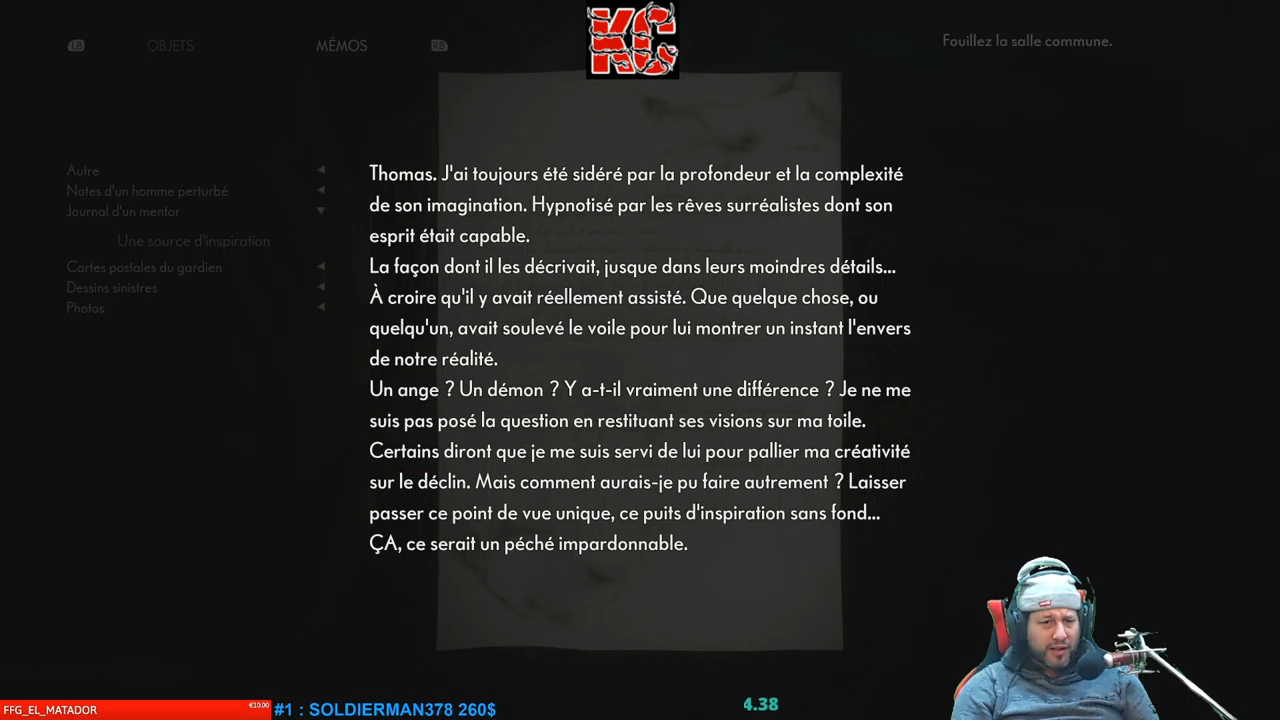 KC
LB
OBJETS
MÉMOS
RB
Fouillez la salle commune.
Autre
Notes d'un homme perturbé
Journal d'un mentor
Une source d'inspiration
Cartes postales du gardien
Dessins sinistres
Photos
Thomas. J'ai toujours été sidéré par la profondeur et la complexité
de son imagination. Hypnotisé par les rêves surréalistes dont son
esprit était capable.
La façon dont il les décrivait, jusque dans leurs moindres détails...
À croire qu'il y avait réellement assisté. Que quelque chose, ou
quelqu'un, avait soulevé le voile pour lui montrer un instant l'envers
de notre réalité.
Un ange ? Un démon ? Y a-t-il vraiment une différence ? Je ne me
suis pas posé la question en restituant ses visions sur ma toile.
Certains diront que je me suis servi de lui pour pallier ma créativité
sur le déclin. Mais comment aurais-je pu faire autrement ? Laisser
passer ce point de vue unique, ce puits d'inspiration sans fond...
ÇA, ce serait un péché impardonnable.
FFG_EL_MATADOR
€10.00
#1 : SOLDIERMAN378 260$
4.38